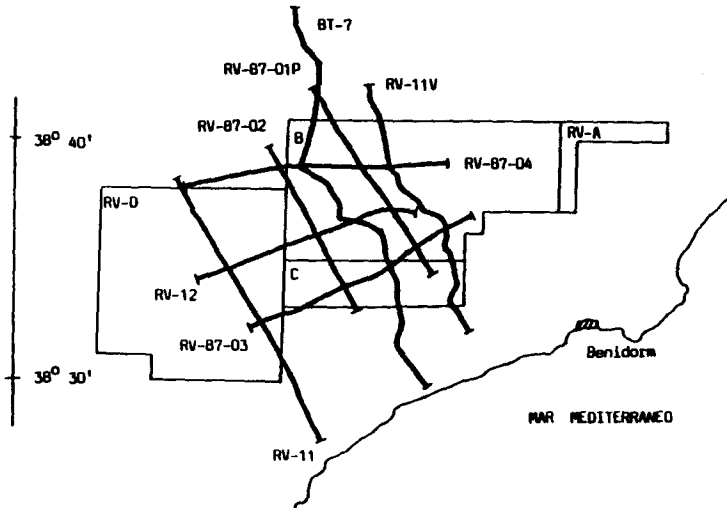 BT-7
RV-87-01P
RV-11V
RV-87-02
38° 40'
B
RV-A
RV-87-04
RV-D
C
RV-12
RV-87-03
Benidorm
38° 30'
MAR MEDITERRANEO
RV-11